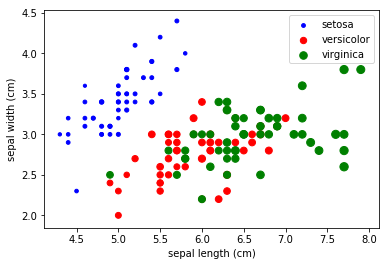 4.5
4.0
3.5
3.0
2.5
2.0
sepal width (cm)
setosa
versicolor
virginica
4.5 5.0 5.5 6.0 6.5 7.0 7.5 8.0
sepal length (cm)